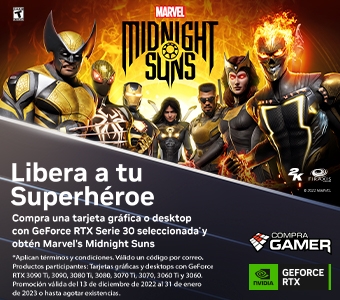 MARVEL
MIDNIGHT
SUNS
2K
FIRAXIS
© 2022 MARVEL
Libera a tu
Superhéroe
Compra una tarjeta gráfica o desktop
con GeForce RTX Serie 30 seleccionada y
obtén Marvel's Midnight Suns
COMPRA
GAMER
*Aplican términos y condiciones. Válido un código por correo.
Productos participantes: Tarjetas gráficas y desktops con GeForce
RTX 3090 Ti, 3090, 3080 Ti, 3080, 3070 Ti, 3070, 3060 Ti y 3060.
Promoción válida del 13 de diciembre de 2022 al 31 de enero
de 2023 o hasta agotar existencias.
NVIDIA
GEFORCE
RTX